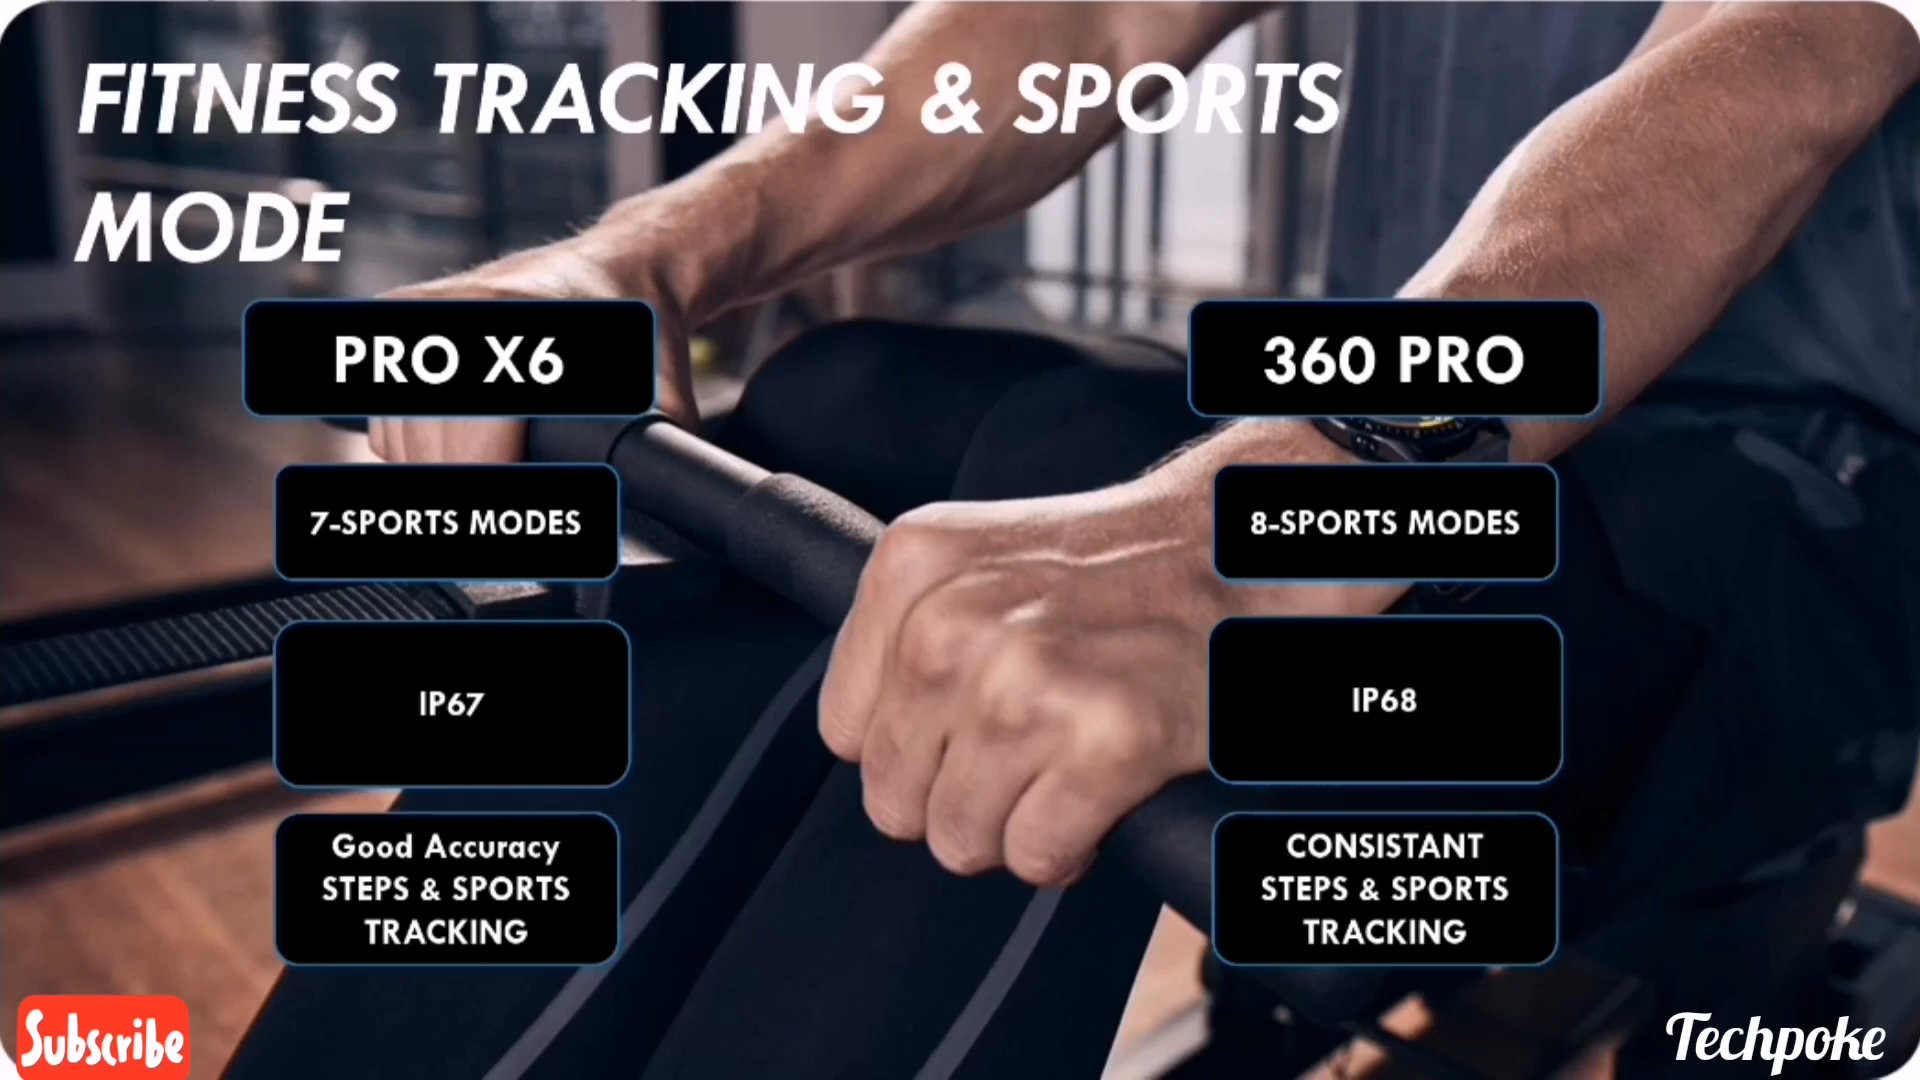 FITNESS TRACKING & SPORTS
MODE
PRO X6
360 PRO
7-SPORTS MODES
8-SPORTS MODES
IP67
IP68
Good Accuracy
STEPS & SPORTS
TRACKING
CONSISTANT
STEPS & SPORTS
TRACKING
Subscribe
Techpoke